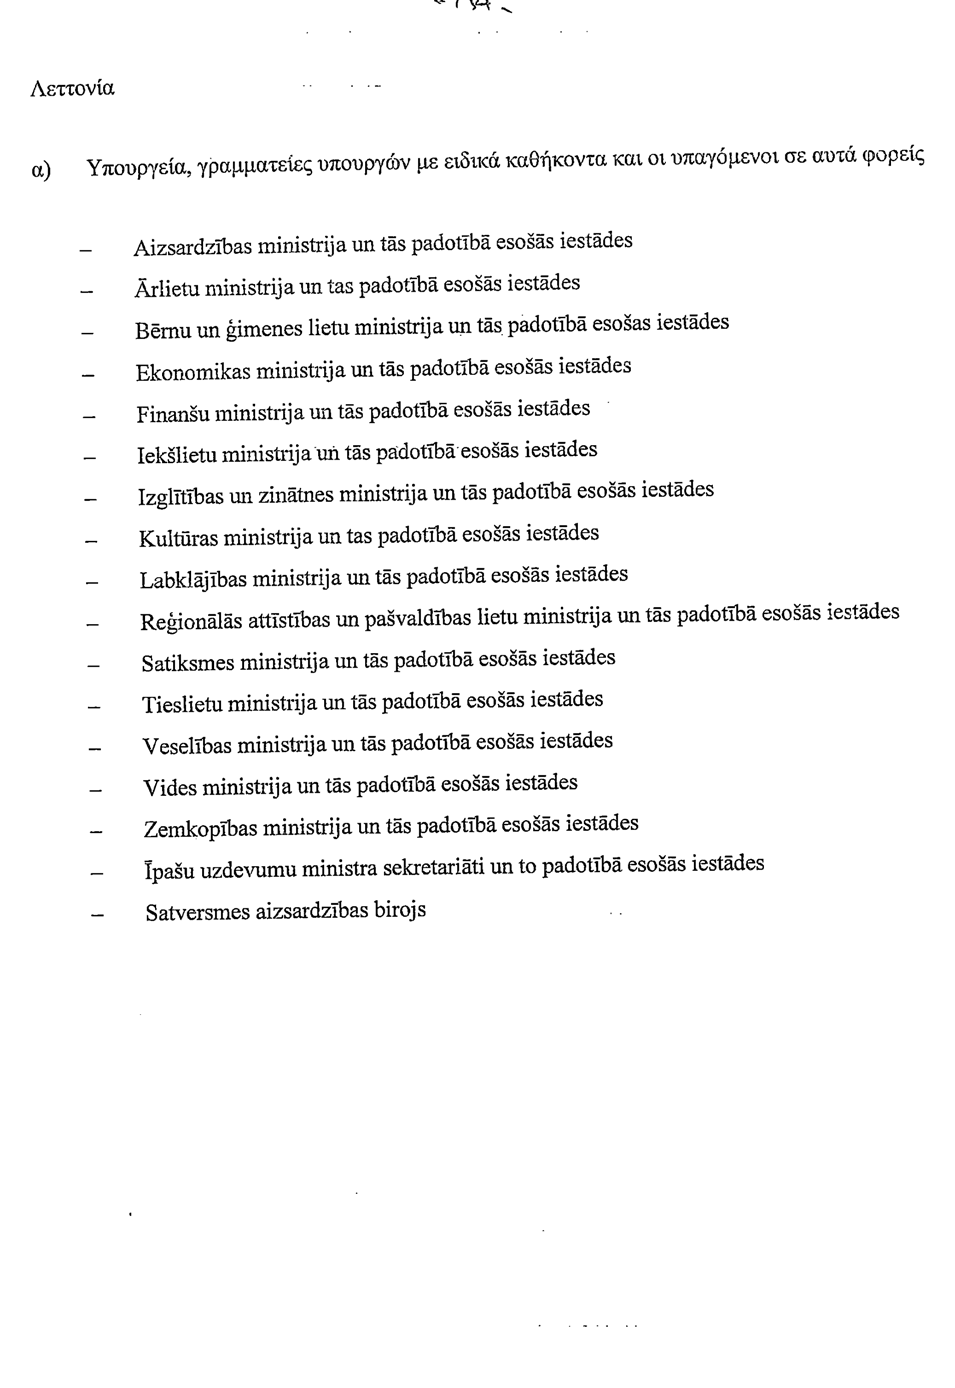 Λεττονία
α) Υπουργεία, γραμματείες υπουργών με ειδικά καθήκοντα και οι υπαγόμενοι σε αυτά φορείς
– Aizsardzības ministrija un tās padotībā esošās iestādes
– Ārlietu ministrija un tas padotībā esošās iestādes
– Bērnu un ģimenes lietu ministrija un tās padotībā esošas iestādes
– Ekonomikas ministrija un tās padotībā esošās iestādes
– Finanšu ministrija un tās padotībā esošās iestādes
– Iekšlietu ministrija un tās padotībā esošās iestādes
– Izglītības un zinātnes ministrija un tās padotībā esošās iestādes
– Kultūras ministrija un tas padotībā esošās iestādes
– Labklājības ministrija un tās padotībā esošās iestādes
– Reģionālās attīstības un pašvaldības lietu ministrija un tās padotībā esošās iestādes
– Satiksmes ministrija un tās padotībā esošās iestādes
– Tieslietu ministrija un tās padotībā esošās iestādes
– Veselības ministrija un tās padotībā esošās iestādes
– Vides ministrija un tās padotībā esošās iestādes
– Zemkopības ministrija un tās padotībā esošās iestādes
– Īpašu uzdevumu ministra sekretariāti un to padotībā esošās iestādes
– Satversmes aizsardzības birojs